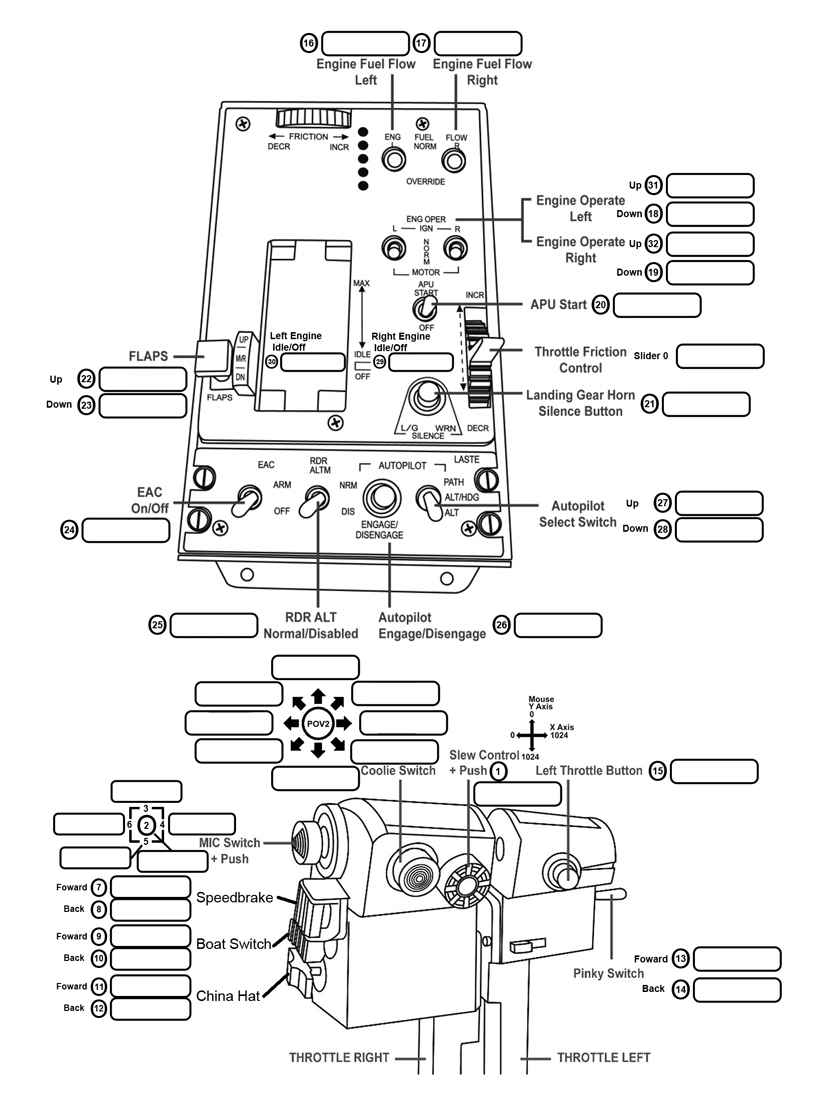 16
17
Engine Fuel Flow
Left
Engine Fuel Flow
Right
FRICTION
DECR
INCR
ENG
L
FUEL
NORM
FLOW
R
OVERRIDE
ENG OPER
L
IGN
R
NORM
MOTOR
Engine Operate
Left
Up 31
Down 18
Engine Operate
Right
Up 32
Down 19
APU
START
OFF
INCR
APU Start 20
MAX
IDLE
OFF
Left Engine
Idle/Off
30
Right Engine
Idle/Off
29
FLAPS
Up 22
Down 23
UP
M/R
DN
FLAPS
Throttle Friction
Control
Slider 0
Landing Gear Horn
Silence Button
21
L/G
WRN
SILENCE
DECR
EAC
RDR
ALTM
AUTOPILOT
LASTE
ARM
OFF
NRM
DIS
PATH
ALT/HDG
ALT
ENGAGE/
DISENGAGE
EAC
On/Off
24
Autopilot
Select Switch
Up 27
Down 28
25
RDR ALT
Normal/Disabled
Autopilot
Engage/Disengage
26
POV2
Mouse
Y Axis
0
0
X Axis
1024
1024
Coolie Switch
Slew Control
+ Push 1
Left Throttle Button 15
3
6 2 4
5
MIC Switch
+ Push
Foward 7
Back 8
Speedbrake
Foward 9
Back 10
Boat Switch
Foward 11
Back 12
China Hat
Pinky Switch
Foward 13
Back 14
THROTTLE RIGHT
THROTTLE LEFT